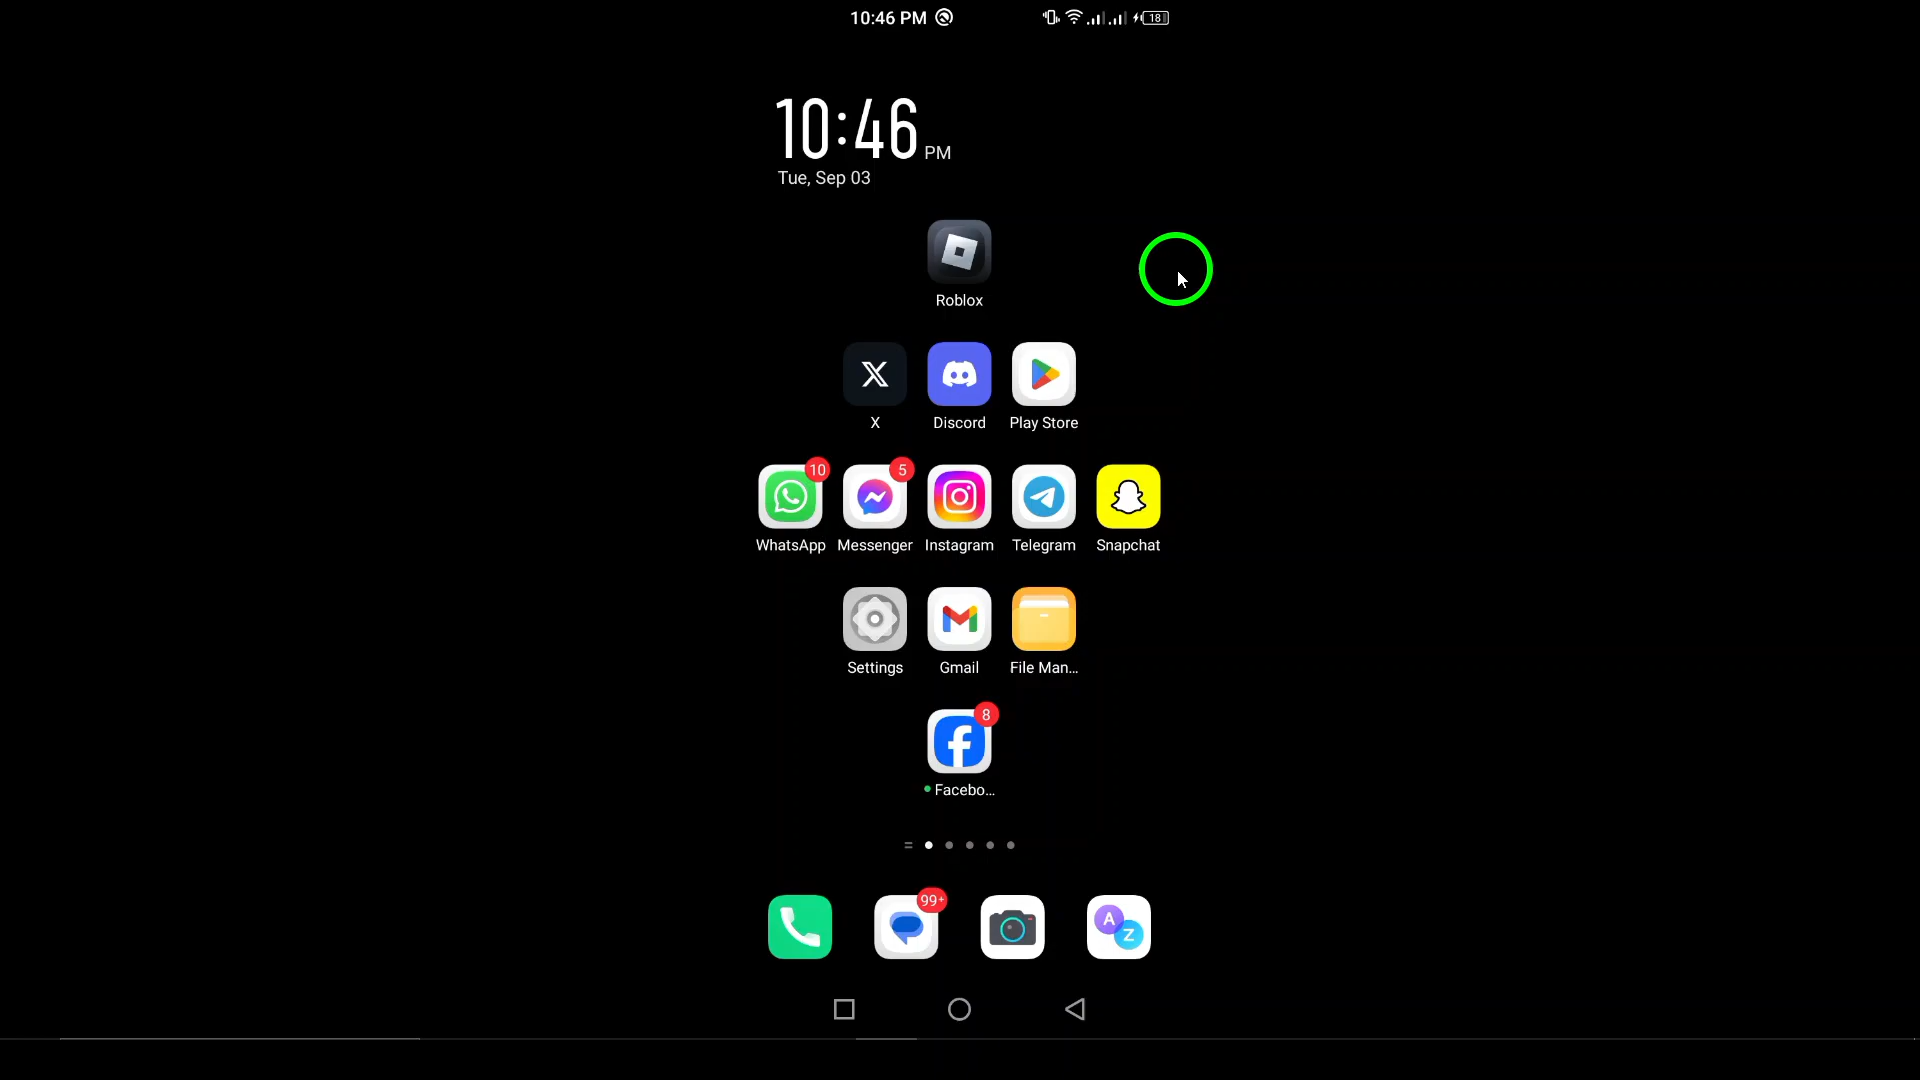 10:46 PM
18
10:46 PM
Tue, Sep 03
Roblox
X
Discord
Play Store
10
5
WhatsApp
Messenger
Instagram
Telegram
Snapchat
Settings
Gmail
File Man...
8
Facebo...
99+
A
Z